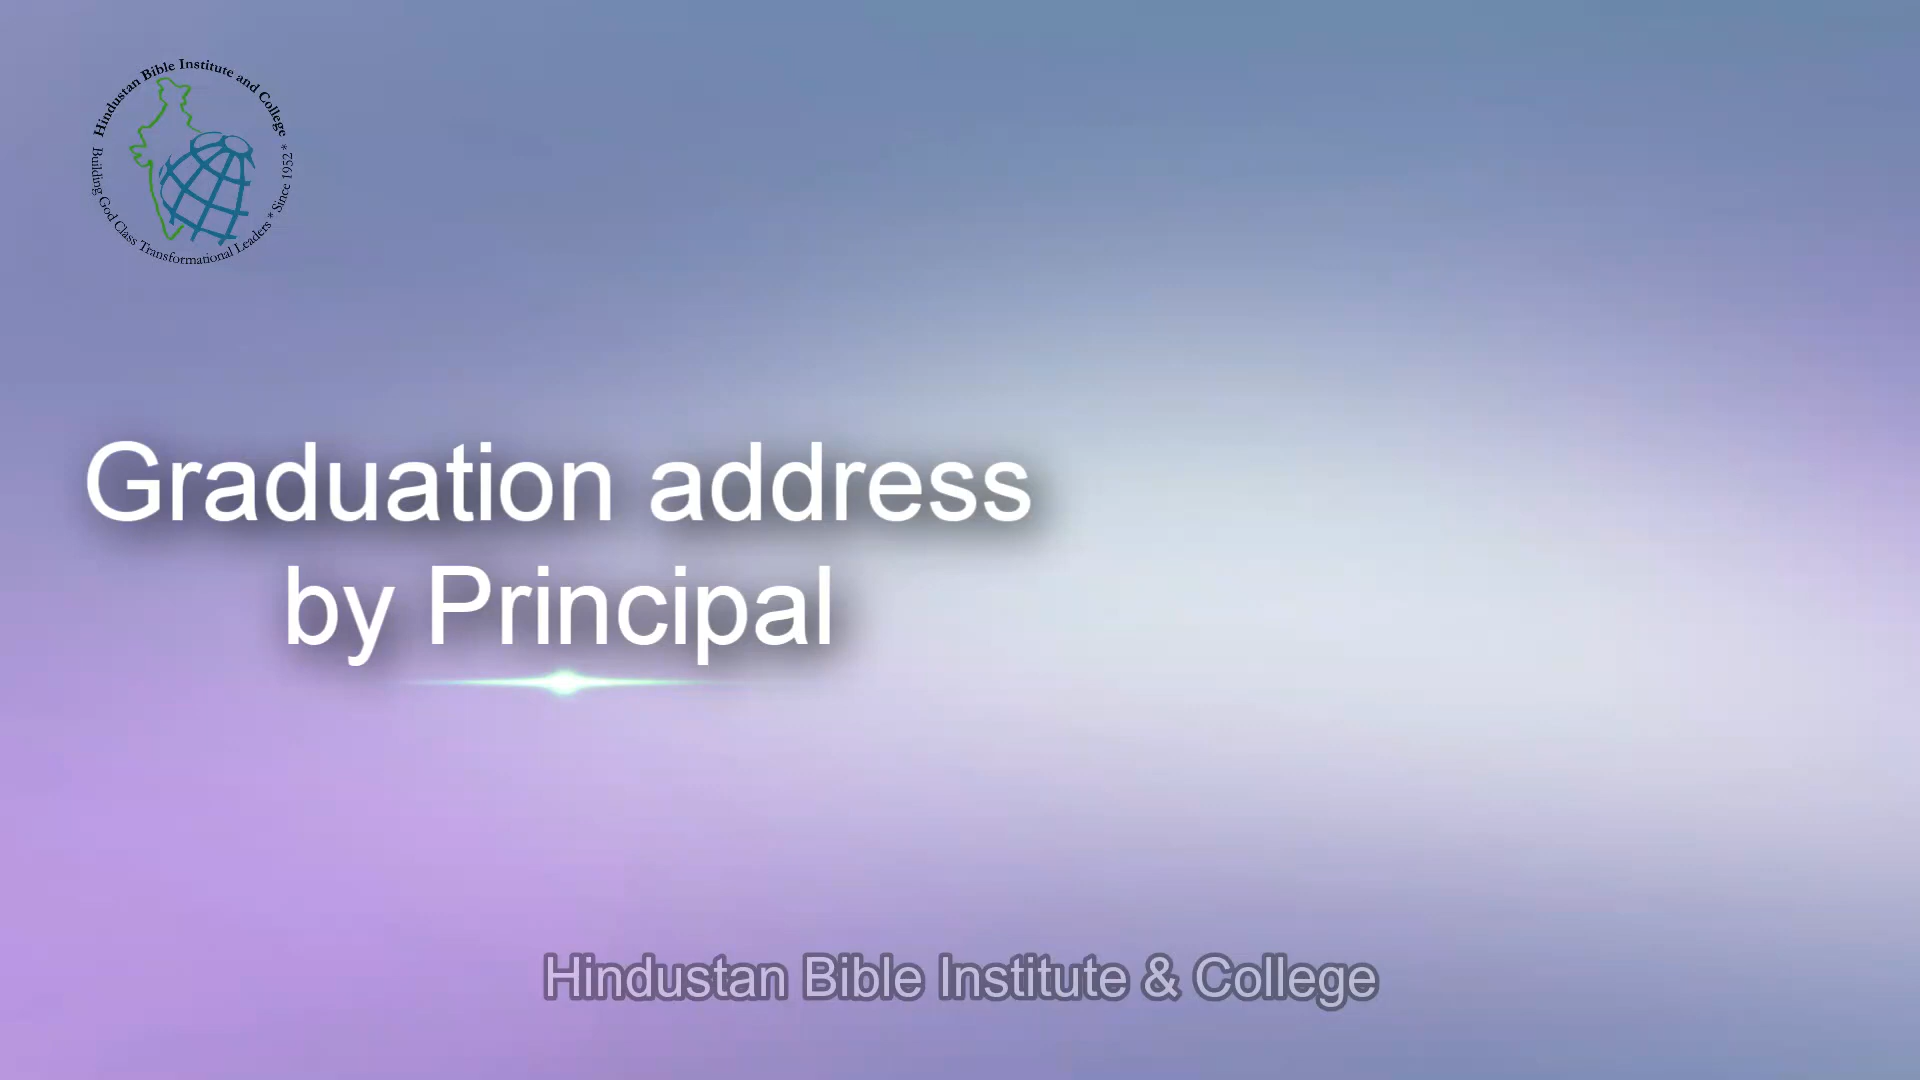 Hindustan Bible Institute and College
Building God Class Transformational Leaders * Since 1952 *
Graduation address
by Principal
Hindustan Bible Institute & College